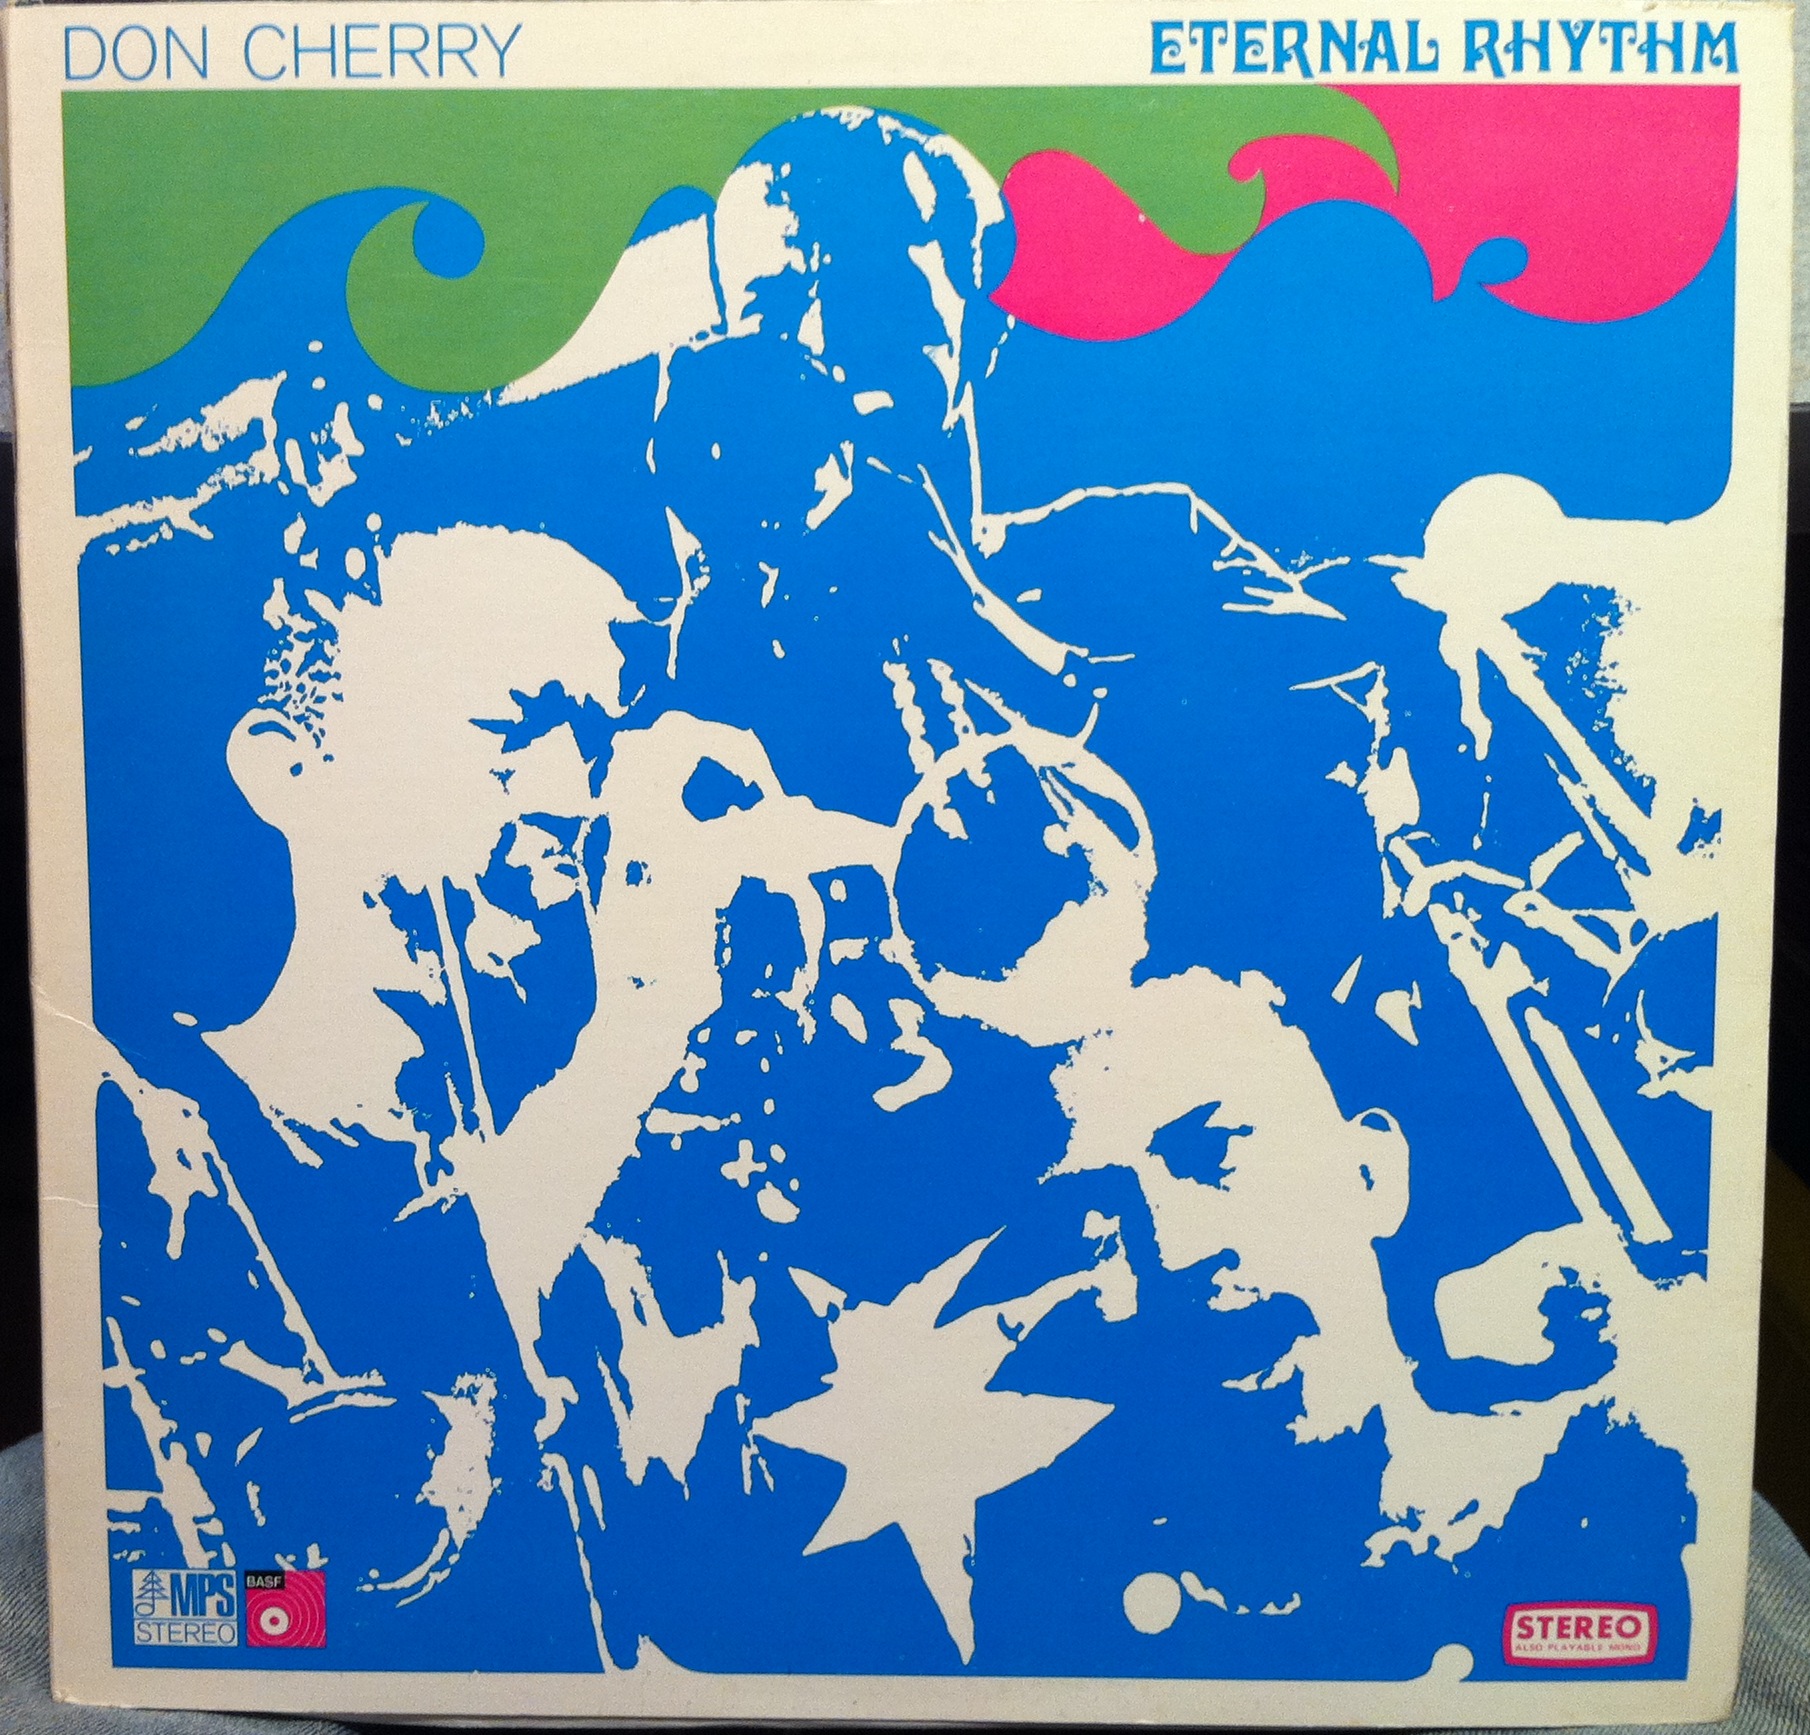 DON CHERRY
ETERNAL RHYTHM
MPS
STEREO
BASF
STEREO
ALSO PLAYABLE MONO